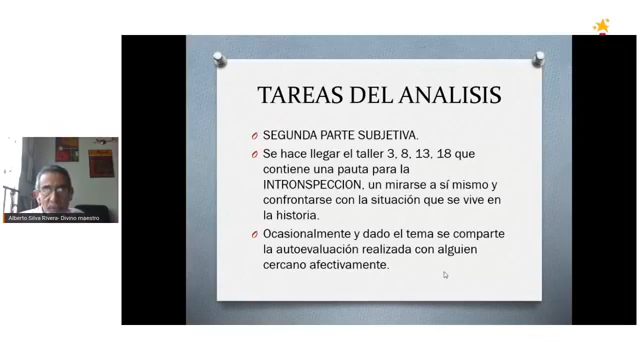 TAREAS DEL ANALISIS
SEGUNDA PARTE SUBJETIVA.
Se hace llegar el taller 3, 8, 13, 18 que
contiene una pauta para la
INTRONSPECCION, un mirarse a sí mismo y
confrontarse con la situación que se vive en
la historia.
Ocasionalmente y dado el tema se comparte
la autoevaluación realizada con alguien
cercano afectivamente.
Alberto Silva Rivera- Divino maestro